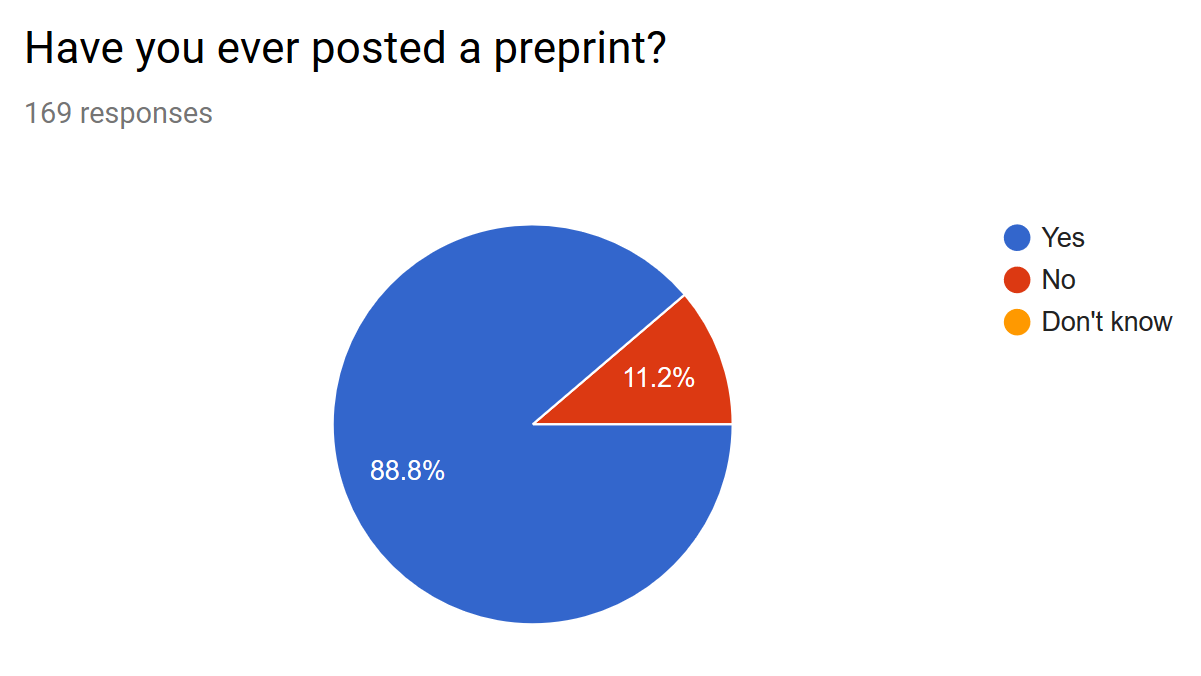 Have you ever posted a preprint?
169 responses
Yes
No
Don't know
11.2%
88.8%